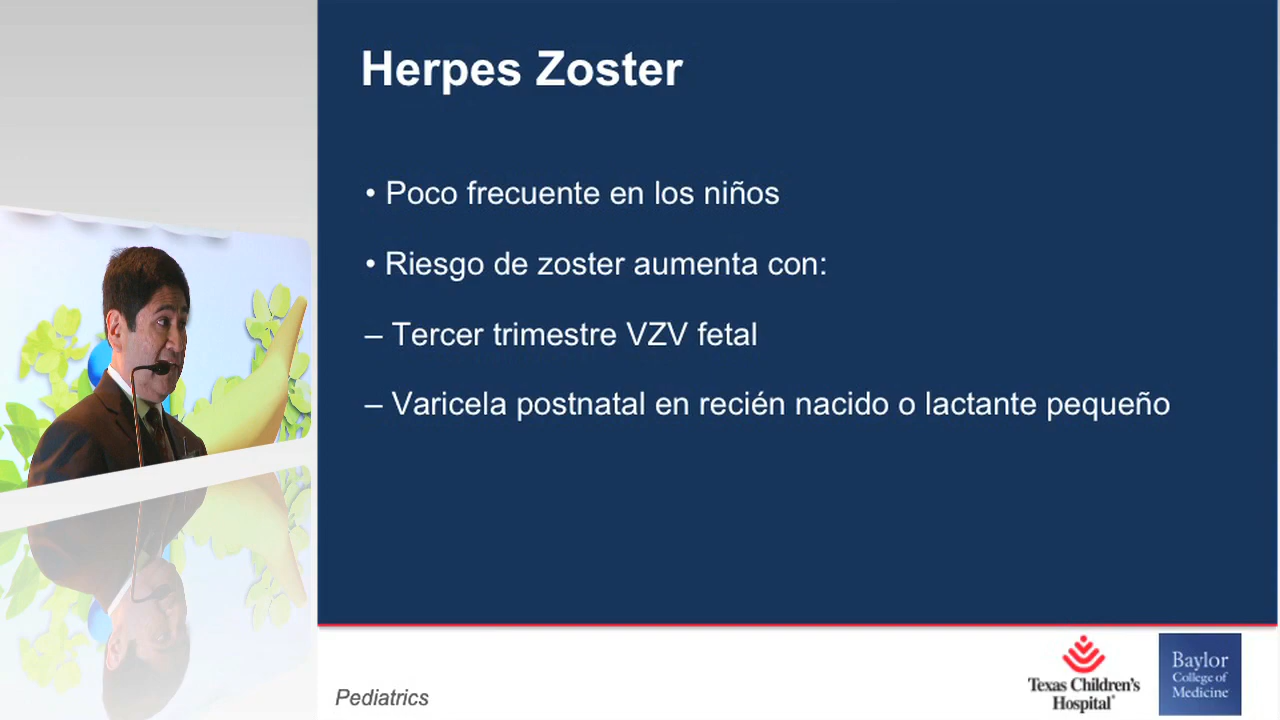 Herpes Zoster
• Poco frecuente en los niños
• Riesgo de zoster aumenta con:
– Tercer trimestre VZV fetal
– Varicela postnatal en recién nacido o lactante pequeño
Pediatrics
Texas Children's
Hospital
Baylor
College of
Medicine